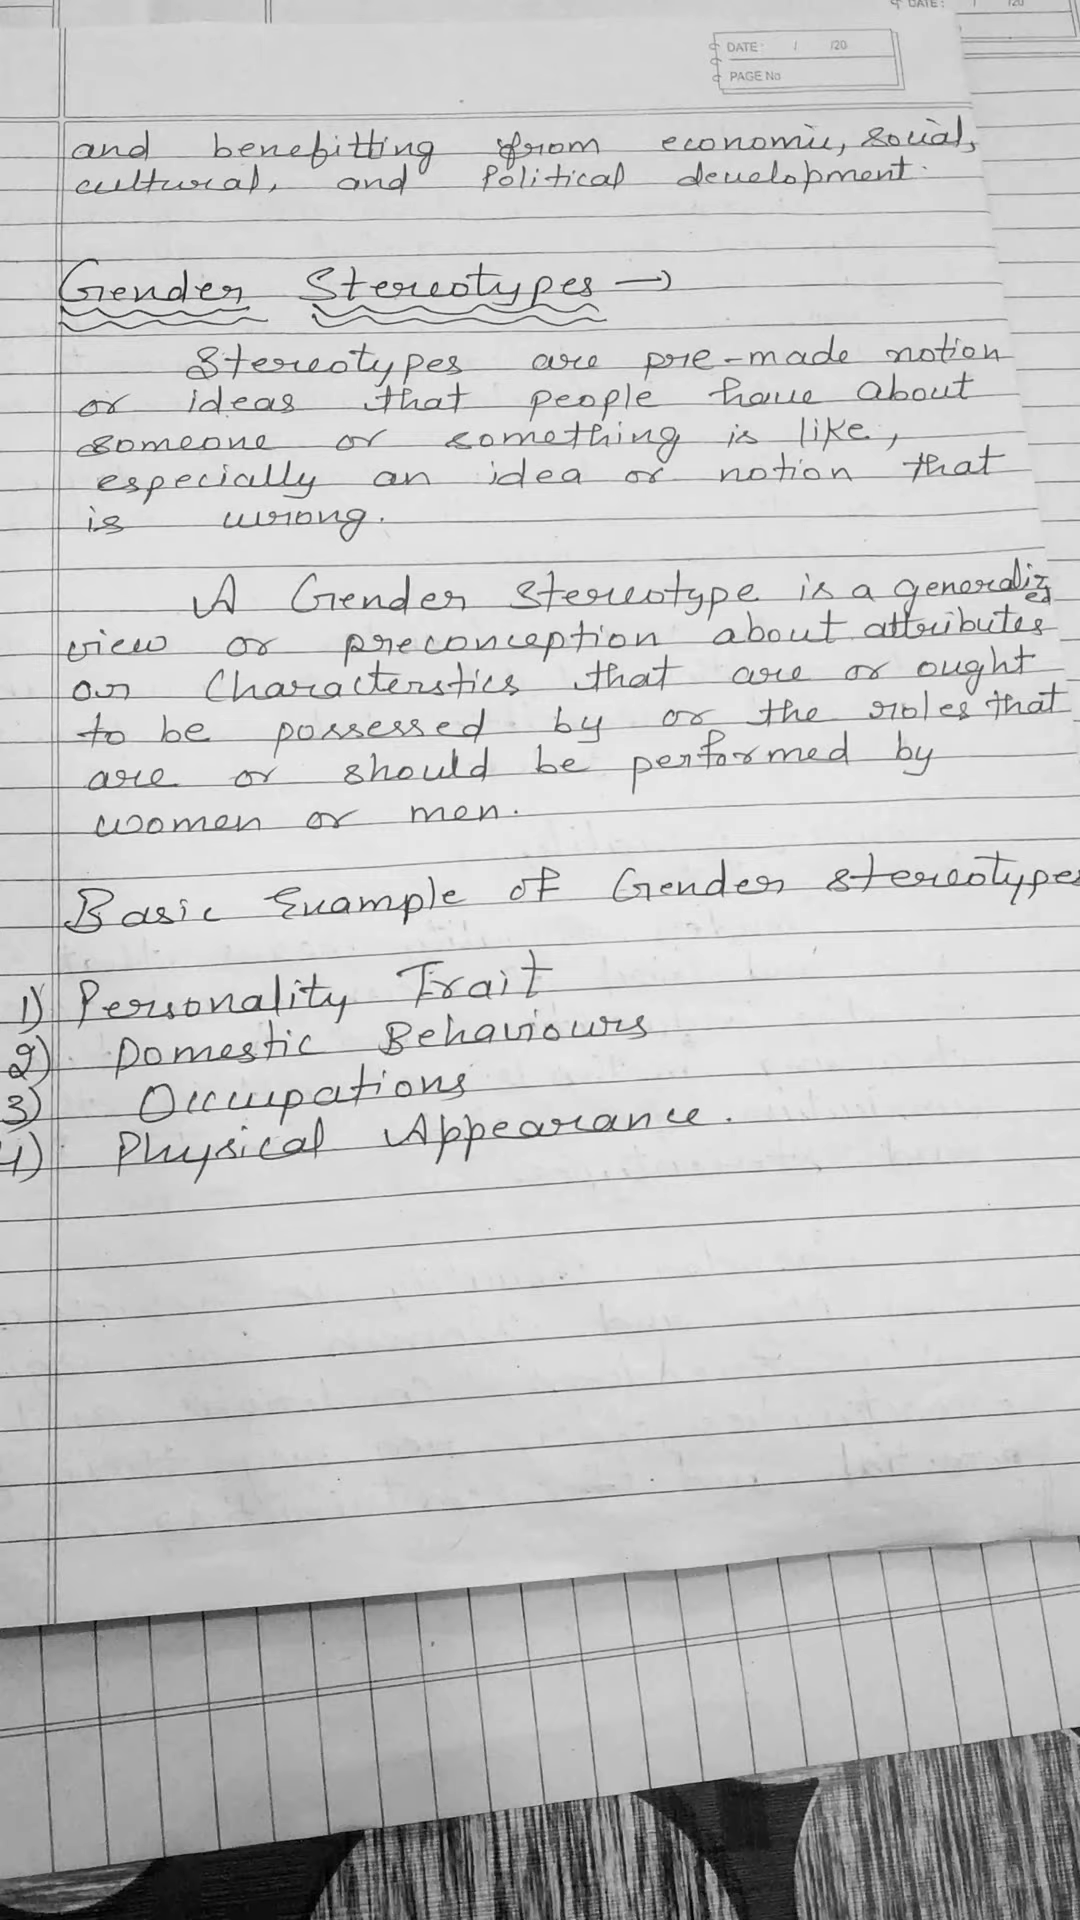 DATE :
/
/20
DATE: / /20
PAGE No
and benefitting from economic, social,
cultural, and Political development.
Gender Stereotypes →
Stereotypes are pre-made notion
or ideas that people have about
someone or something is like,
especially an idea or notion that
is wrong.
A Gender Stereotype is a generalized
view or preconception about attributes
or Characterstics that are or ought
to be possessed by or the roles that
are or should be performed by
women or men.
Basic Example of Gender stereotypes
1) Personality Trait
2) Domestic Behaviours
3) Occupations
4) Physical Appearance.